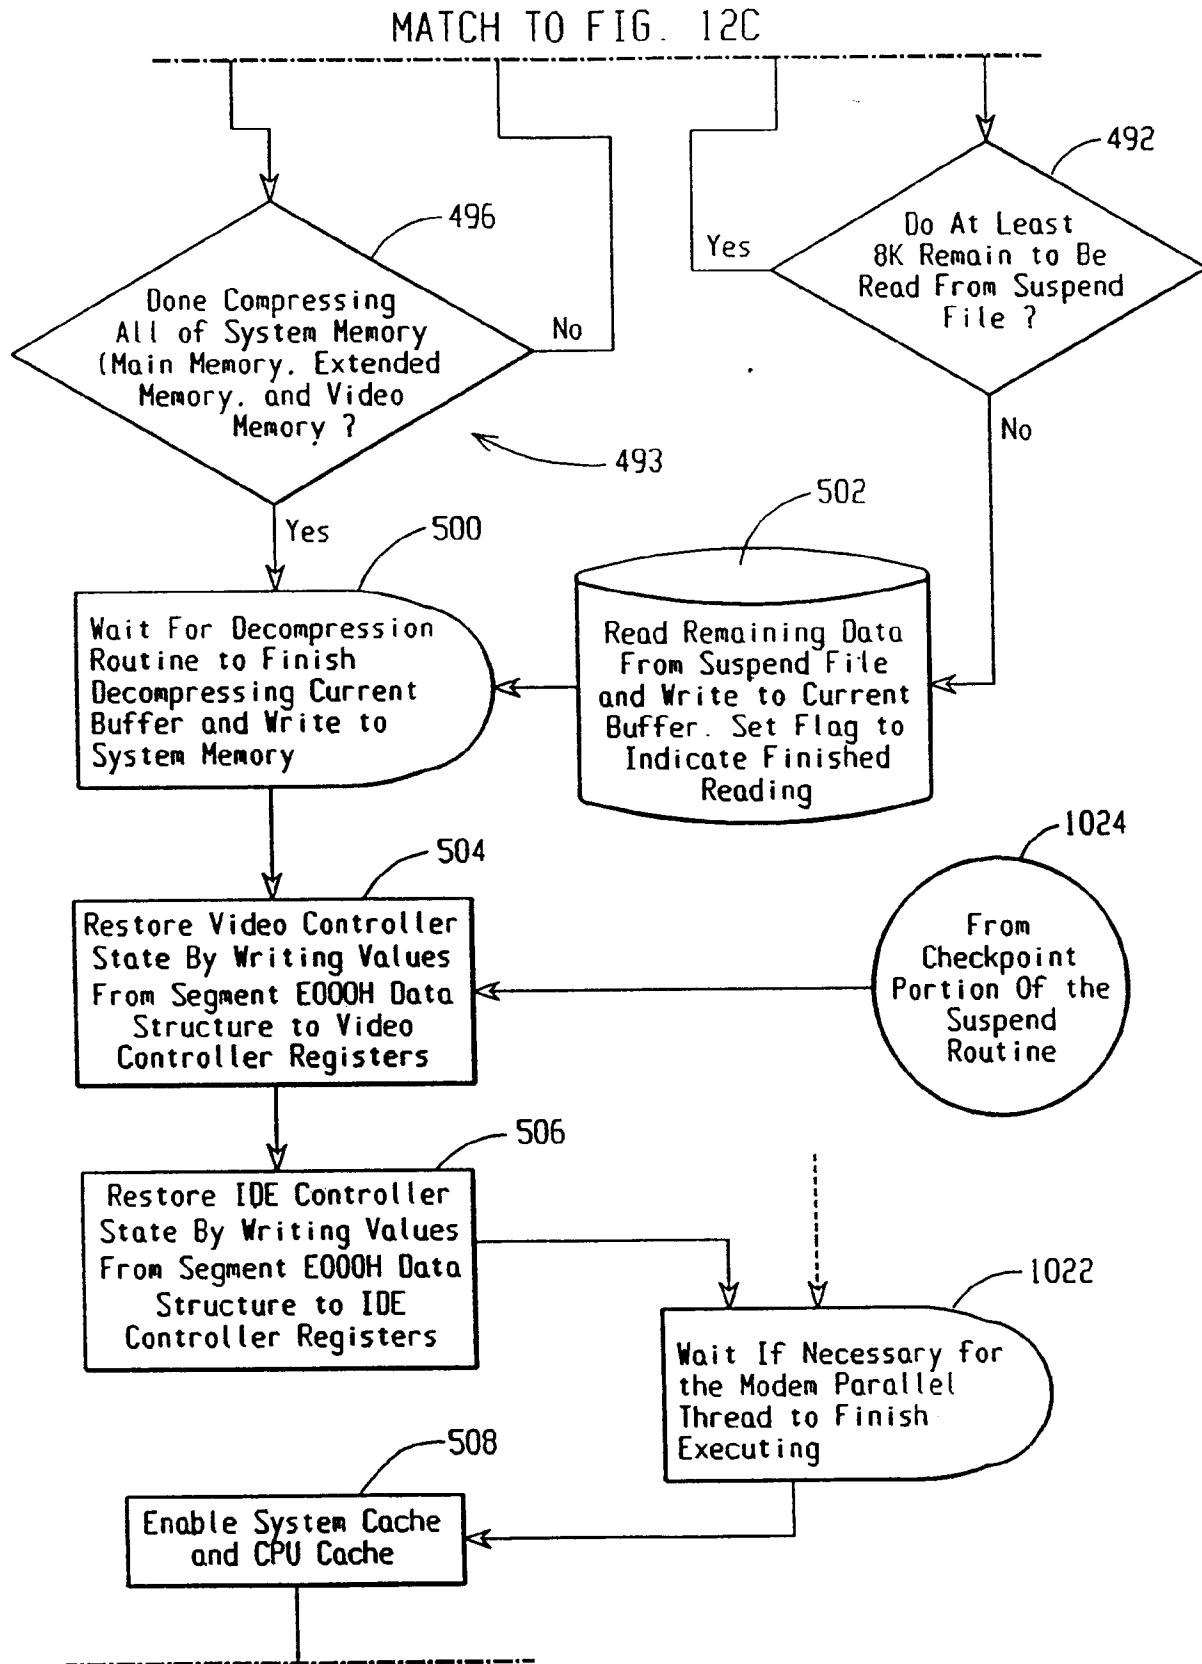 MATCH TO FIG. 12C
492
496
Do At Least
8K Remain to Be
Read From Suspend
File ?
Yes
Done Compressing
All of System Memory
(Main Memory, Extended
Memory, and Video
Memory ?
No
No
493
502
Yes
500
Wait For Decompression
Routine to Finish
Decompressing Current
Buffer and Write to
System Memory
Read Remaining Data
From Suspend File
and Write to Current
Buffer. Set Flag to
Indicate Finished
Reading
1024
504
Restore Video Controller
State By Writing Values
From Segment E000H Data
Structure to Video
Controller Registers
From
Checkpoint
Portion Of the
Suspend
Routine
506
Restore IDE Controller
State By Writing Values
From Segment E000H Data
Structure to IDE
Controller Registers
1022
Wait If Necessary for
the Modem Parallel
Thread to Finish
Executing
508
Enable System Cache
and CPU Cache